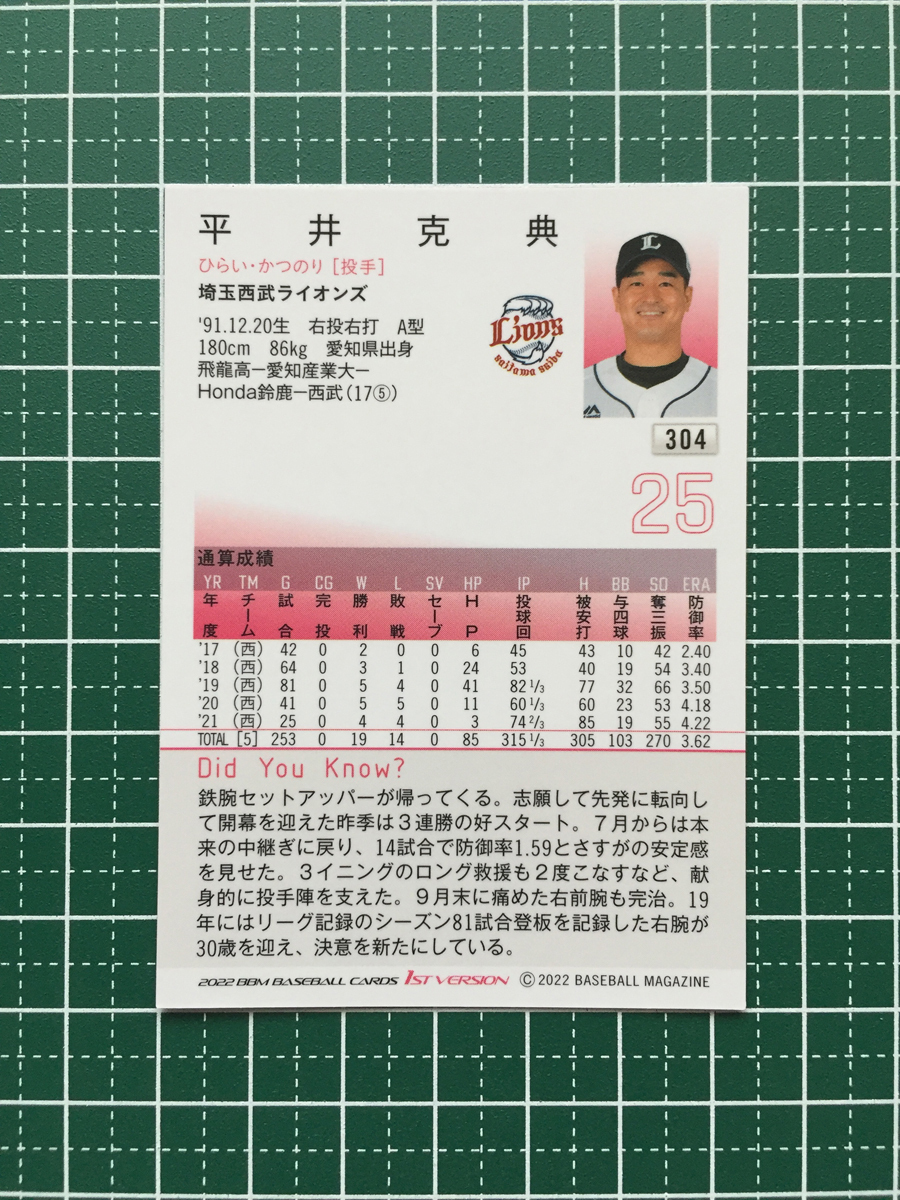 平井克典
ひらい・かつのり [投手]
埼玉西武ライオンズ
'91.12.20生 右投右打 A型
180cm 86kg 愛知県出身
飛龍高ー愛知産業大ー
Honda鈴鹿ー西武(17⑤)
L
Lions
saitama seibu
304
25
通算成績
YR TM G CG W L SV HP IP H BB SO ERA
年度 チーム 試合 完投 勝利 敗戦 セーブ HP 投球回 被安打 与四球 奪三振 防御率
'17 (西) 42 0 2 0 0 6 45 43 10 42 2.40
'18 (西) 64 0 3 1 0 24 53 40 19 54 3.40
'19 (西) 81 0 5 4 0 41 82 1/3 77 32 66 3.50
'20 (西) 41 0 5 5 0 11 60 1/3 60 23 53 4.18
'21 (西) 25 0 4 4 0 3 74 2/3 85 19 55 4.22
TOTAL [5] 253 0 19 14 0 85 315 1/3 305 103 270 3.62
Did You Know?
鉄腕セットアッパーが帰ってくる。志願して先発に転向し
て開幕を迎えた昨季は3連勝の好スタート。7月からは本
来の中継ぎに戻り、14試合で防御率1.59とさすがの安定感
を見せた。3イニングのロング救援も2度こなすなど、献
身的に投手陣を支えた。9月末に痛めた右前腕も完治。19
年にはリーグ記録のシーズン81試合登板を記録した右腕が
30歳を迎え、決意を新たにしている。
2022 BBM BASEBALL CARDS 1ST VERSION © 2022 BASEBALL MAGAZINE